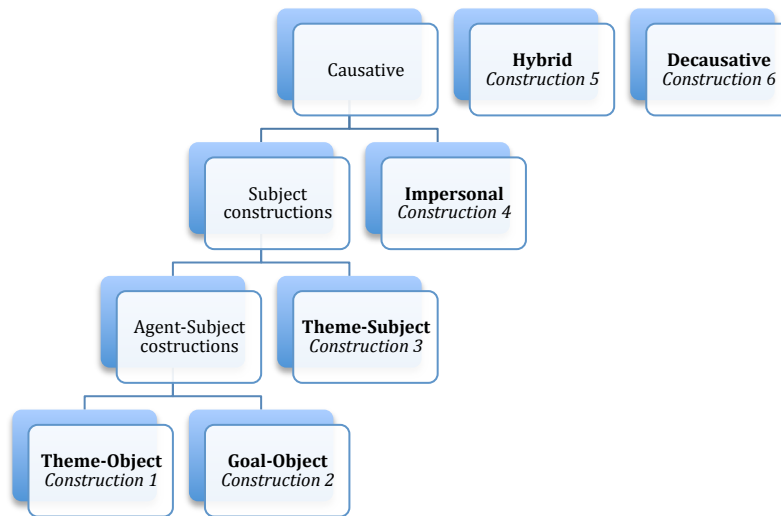 Causative
Hybrid
Construction 5
Decausative
Construction 6
Subject
constructions
Impersonal
Construction 4
Agent-Subject
costructions
Theme-Subject
Construction 3
Theme-Object
Construction 1
Goal-Object
Construction 2